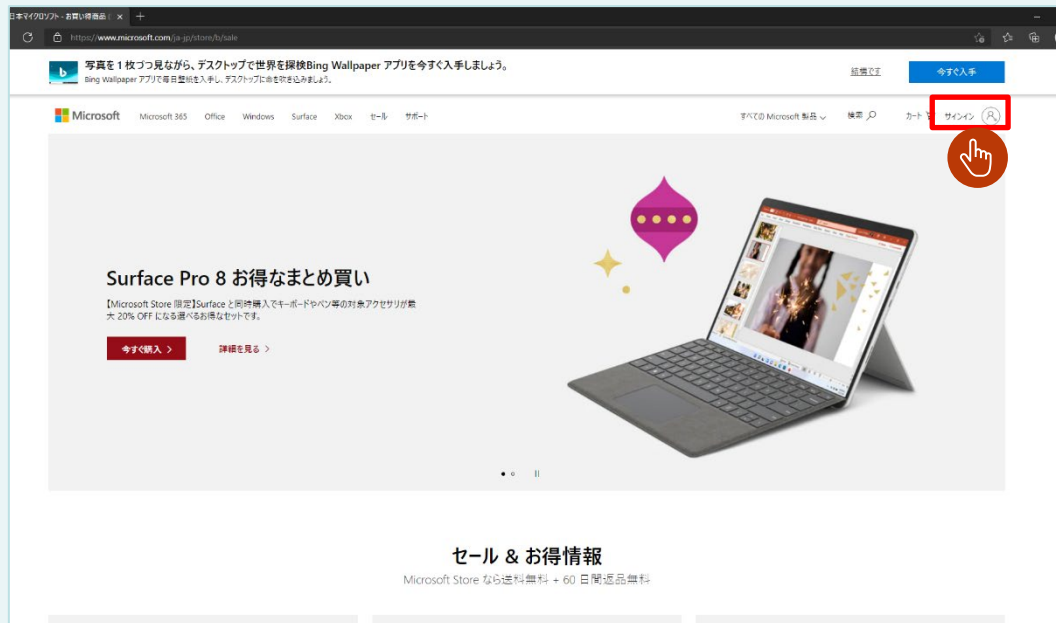 日本マイクロソフト - お買い得商品 (
https://www.microsoft.com/ja-jp/store/b/sale
写真を 1 枚づつ見ながら、デスクトップで世界を探検Bing Wallpaper アプリを今すぐ入手しましょう。
Bing Wallpaper アプリで毎日壁紙を入手し、デスクトップに命を吹き込みましょう。
結構です
今すぐ入手
Microsoft Microsoft 365 Office Windows Surface Xbox セール サポート すべての Microsoft 製品 検索 カート サインイン
Surface Pro 8 お得なまとめ買い
【Microsoft Store 限定】Surface と同時購入でキーボードやペン等の対象アクセサリが最
大 20% OFF になる選べるお得なセットです。
今すぐ購入 >
詳細を見る >
セール & お得情報
Microsoft Store なら送料無料 + 60 日間返品無料